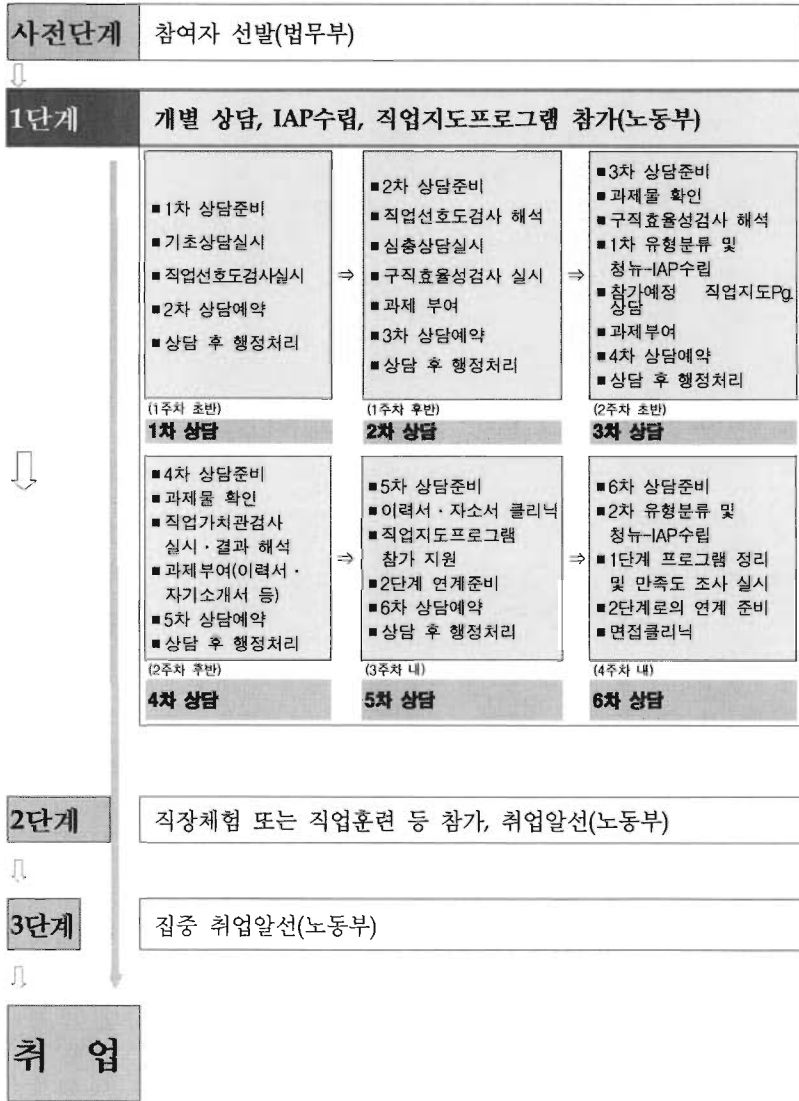 사전단계 참여자 선발(법무부)
⇩
1단계 개별 상담, IAP수립, 직업지도프로그램 참가(노동부)
■1차 상담준비
■기초상담실시
■직업선호도검사실시
■2차 상담예약
■상담 후 행정처리
(1주차 초반)
1차 상담
⇒
■2차 상담준비
■직업선호도검사 해석
■심층상담실시
■구직효율성검사 실시
■과제 부여
■3차 상담예약
■상담 후 행정처리
(1주차 후반)
2차 상담
⇒
■3차 상담준비
■과제물 확인
■구직효율성검사 해석
■1차 유형분류 및
청뉴-IAP수립
■참가예정 직업지도Pg.
상담
■과제부여
■4차 상담예약
■상담 후 행정처리
(2주차 초반)
3차 상담
⇩
■4차 상담준비
■과제물 확인
■직업가치관검사
실시·결과 해석
■과제부여(이력서·
자기소개서 등)
■5차 상담예약
■상담 후 행정처리
(2주차 후반)
4차 상담
⇒
■5차 상담준비
■이력서·자소서 클리닉
■직업지도프로그램
참가 지원
■2단계 연계준비
■6차 상담예약
■상담 후 행정처리
(3주차 내)
5차 상담
⇒
■6차 상담준비
■2차 유형분류 및
청뉴-IAP수립
■1단계 프로그램 정리
및 만족도 조사 실시
■2단계로의 연계 준비
■면접클리닉
(4주차 내)
6차 상담
2단계 직장체험 또는 직업훈련 등 참가, 취업알선(노동부)
⇩
3단계 집중 취업알선(노동부)
⇩
취 업